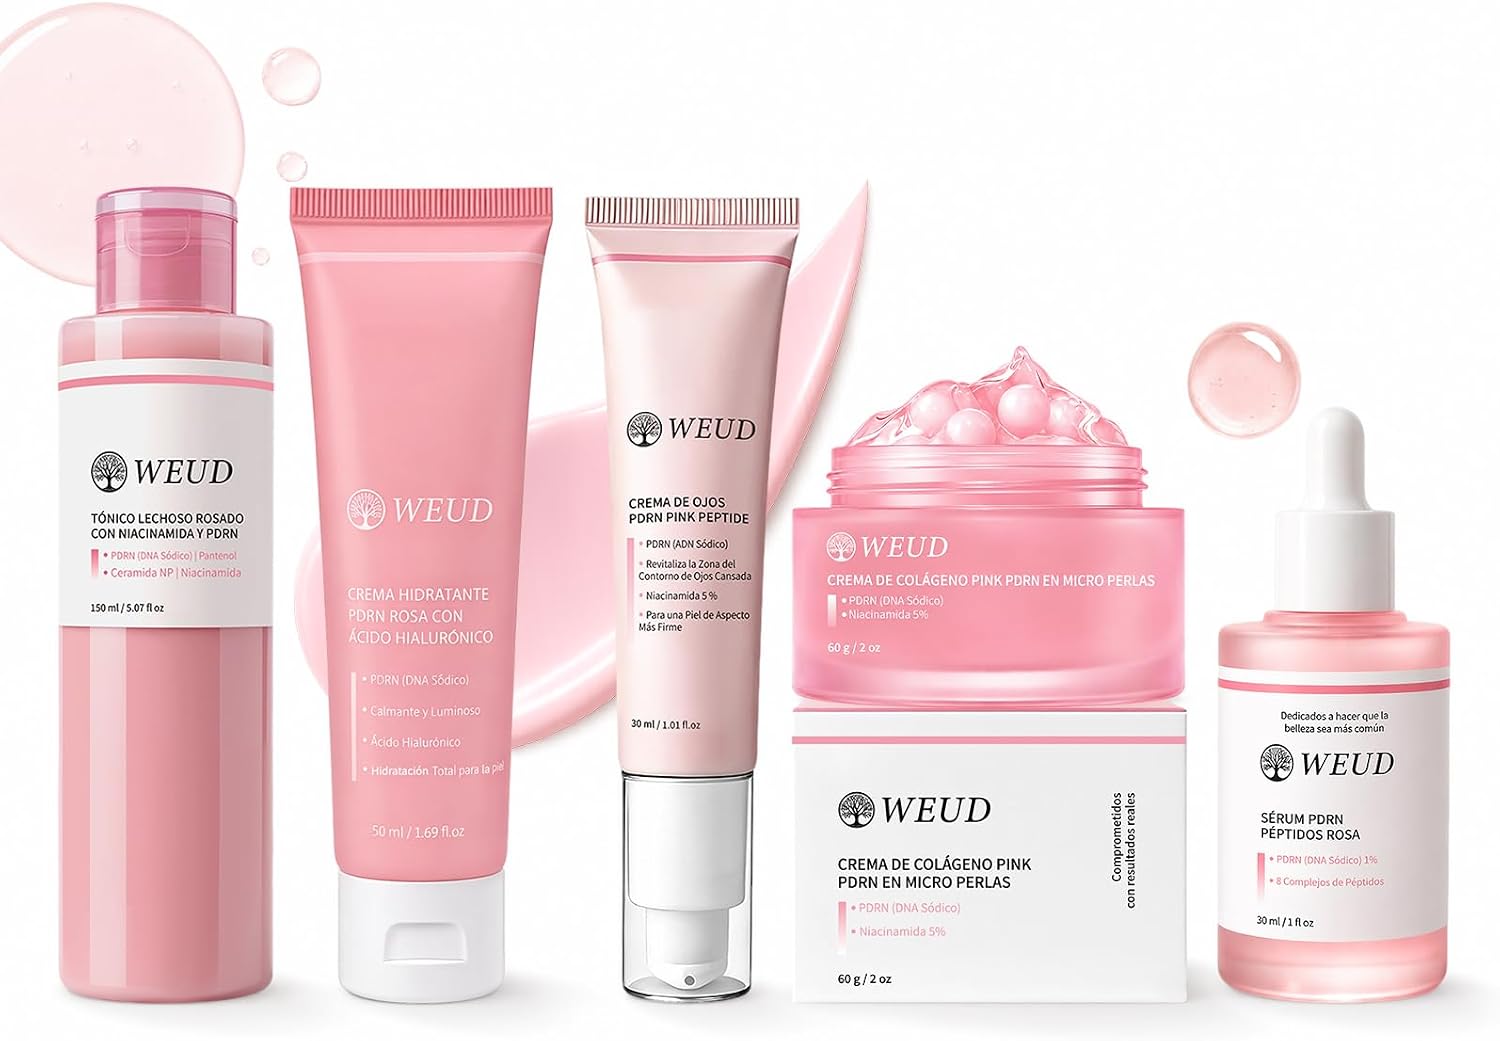 WEUD
TÓNICO LECHOSO ROSADO
CON NIACINAMIDA Y PDRN
• PDRN (DNA Sódico) | Pantenol
• Ceramida NP | Niacinamida
150 ml / 5.07 fl oz
WEUD
CREMA HIDRATANTE
PDRN ROSA CON
ÁCIDO HIALURÓNICO
• PDRN (DNA Sódico)
• Calmante y Luminoso
• Ácido Hialurónico
• Hidratación Total para la piel
50 ml / 1.69 fl.oz
WEUD
CREMA DE OJOS
PDRN PINK PEPTIDE
• PDRN (ADN Sódico)
• Revitaliza la Zona del
Contorno de Ojos Cansada
• Niacinamida 5 %
• Para una Piel de Aspecto
Más Firme
30 ml / 1.01 fl.oz
WEUD
CREMA DE COLÁGENO PINK PDRN EN MICRO PERLAS
• PDRN (DNA Sódico)
• Niacinamida 5%
60 g / 2 oz
WEUD
CREMA DE COLÁGENO PINK
PDRN EN MICRO PERLAS
• PDRN (DNA Sódico)
• Niacinamida 5%
60 g / 2 oz
Comprometidos
con resultados reales
Dedicados a hacer que la
belleza sea más común
WEUD
SÉRUM PDRN
PÉPTIDOS ROSA
• PDRN (DNA Sódico) 1%
• 8 Complejos de Péptidos
30 ml / 1 fl oz